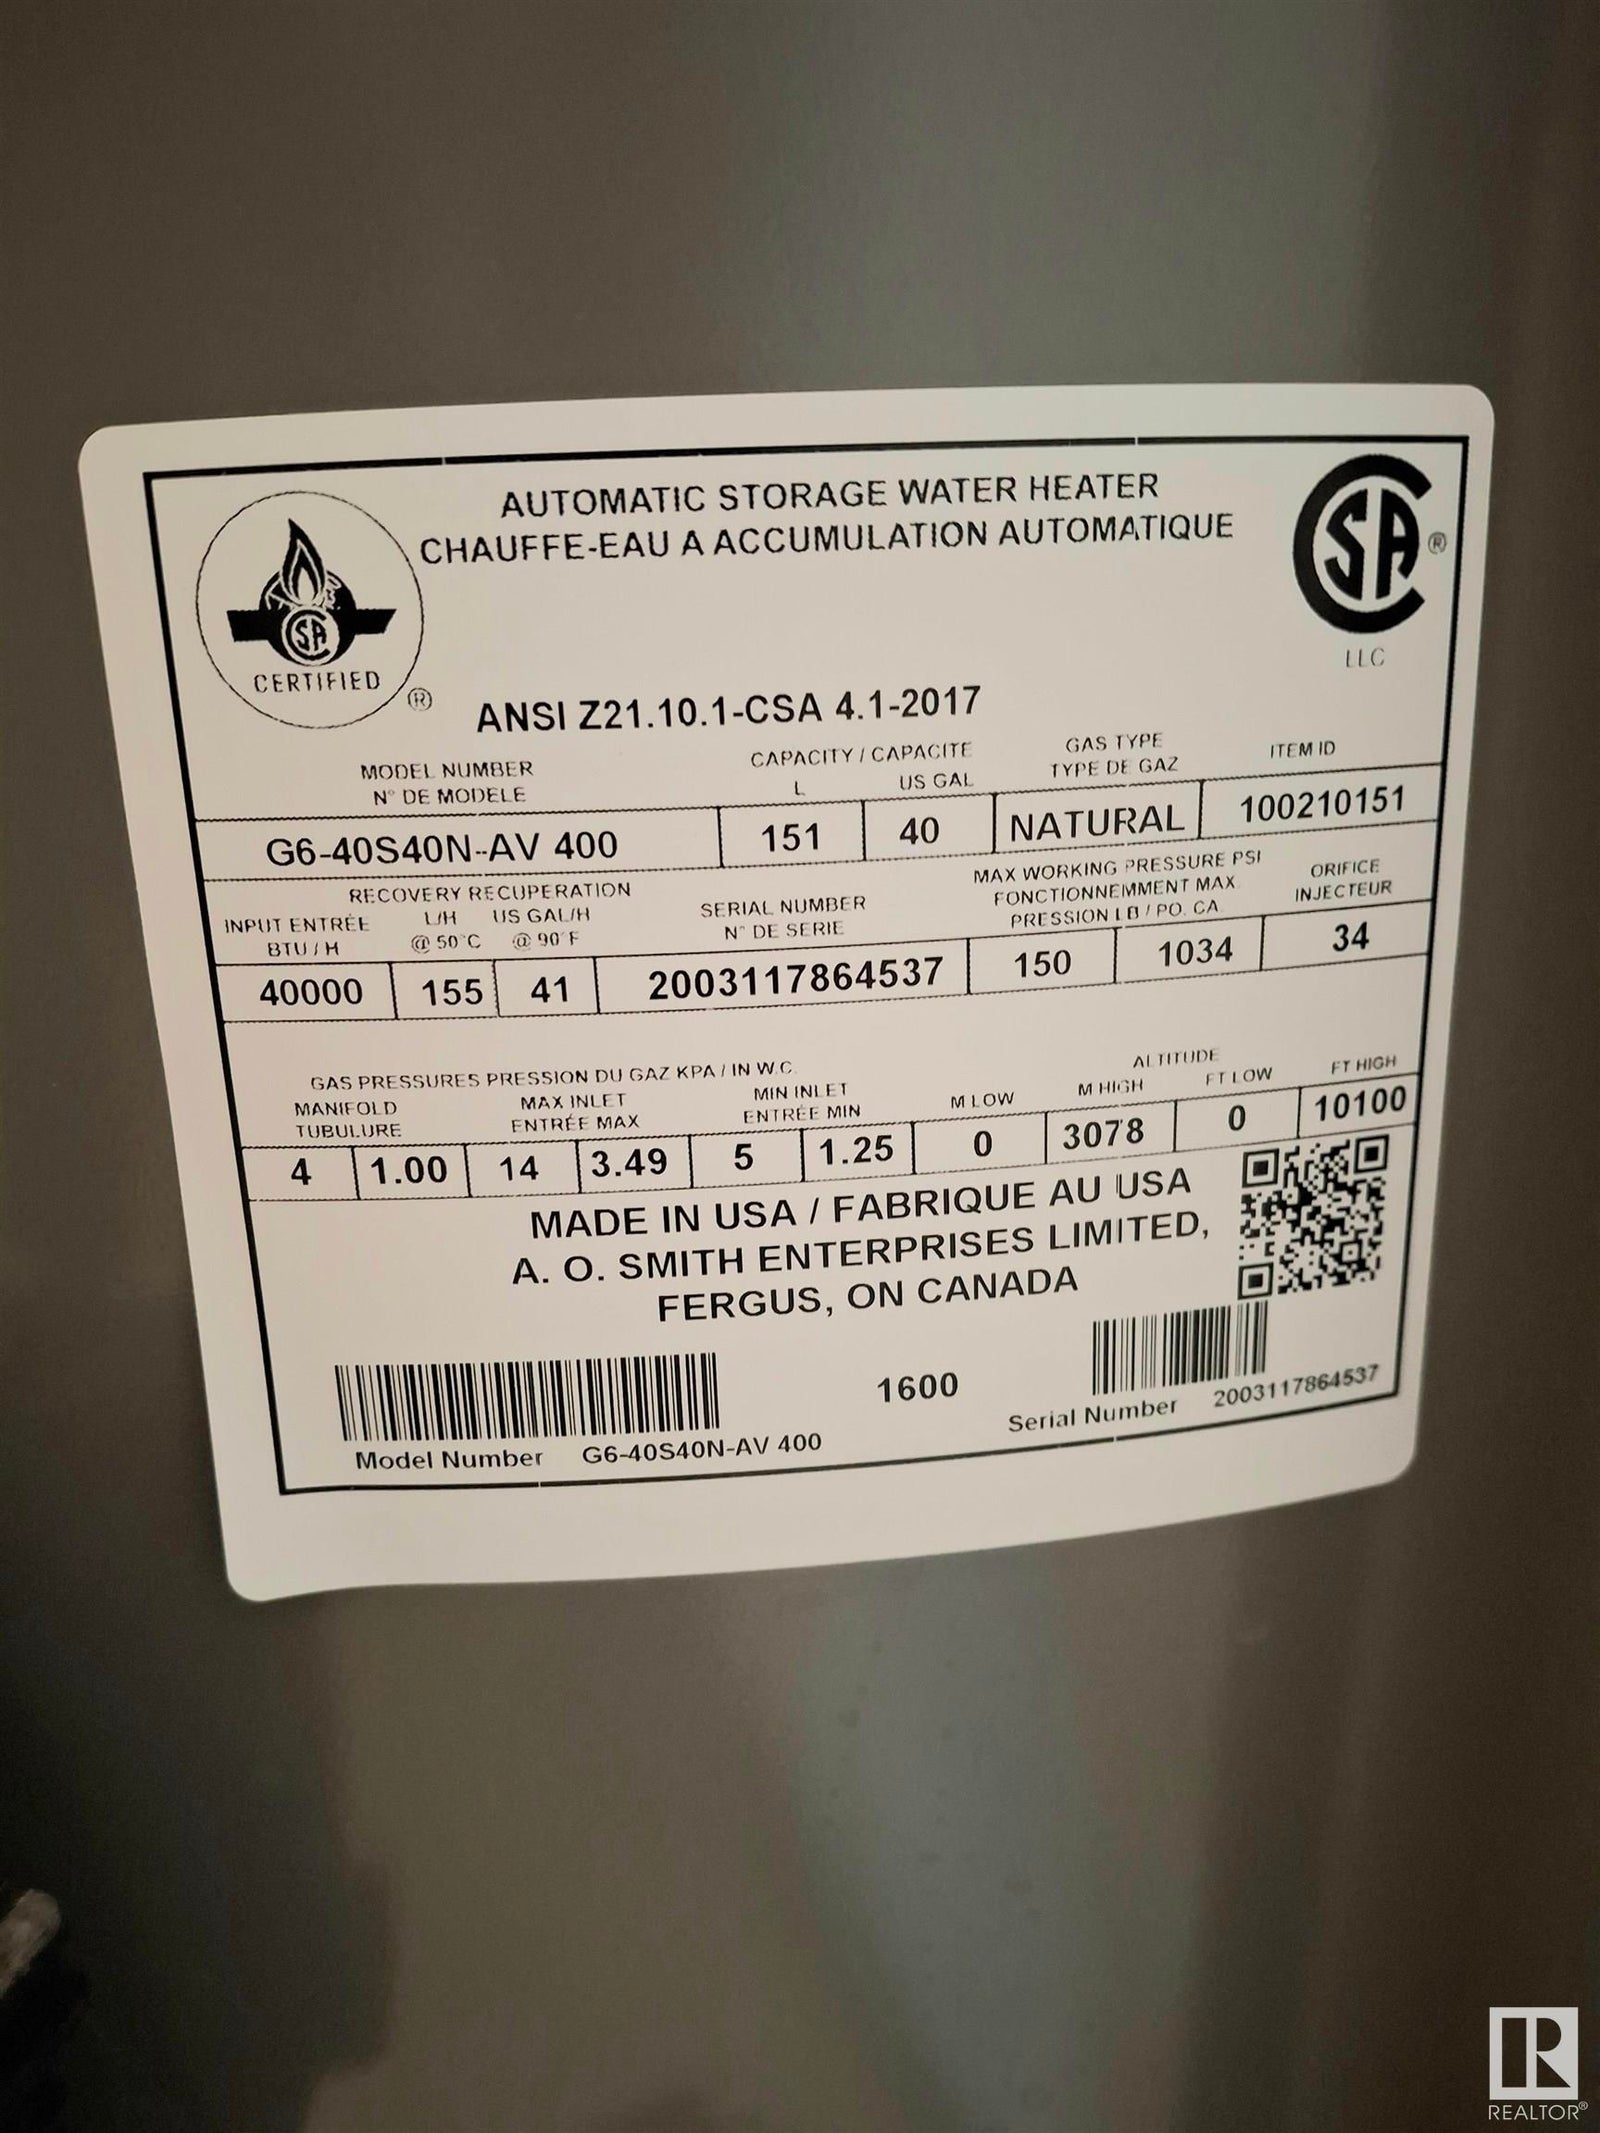 AUTOMATIC STORAGE WATER HEATER
CHAUFFE-EAU A ACCUMULATION AUTOMATIQUE
CSA
CERTIFIED ®
CSA ®
LLC
ANSI Z21.10.1-CSA 4.1-2017
MODEL NUMBER CAPACITY / CAPACITE GAS TYPE ITEM ID
N° DE MODELE L US GAL TYPE DE GAZ
G6-40S40N-AV 400 151 40 NATURAL 100210151
RECOVERY RECUPERATION MAX WORKING PRESSURE PSI ORIFICE
INPUT ENTRÉE L/H US GAL/H SERIAL NUMBER FONCTIONNEMMENT MAX. INJECTEUR
BTU / H @ 50°C @ 90°F N° DE SERIE PRESSION LB / PO. CA.
40000 155 41 2003117864537 150 1034 34
GAS PRESSURES PRESSION DU GAZ KPA / IN W.C. ALTITUDE
MANIFOLD MAX INLET MIN INLET M LOW M HIGH FT LOW FT HIGH
TUBULURE ENTRÉE MAX ENTRÉE MIN
4 1.00 14 3.49 5 1.25 0 3078 0 10100
MADE IN USA / FABRIQUE AU USA
A. O. SMITH ENTERPRISES LIMITED,
FERGUS, ON CANADA
1600
Model Number G6-40S40N-AV 400
Serial Number 2003117864537
REALTOR®